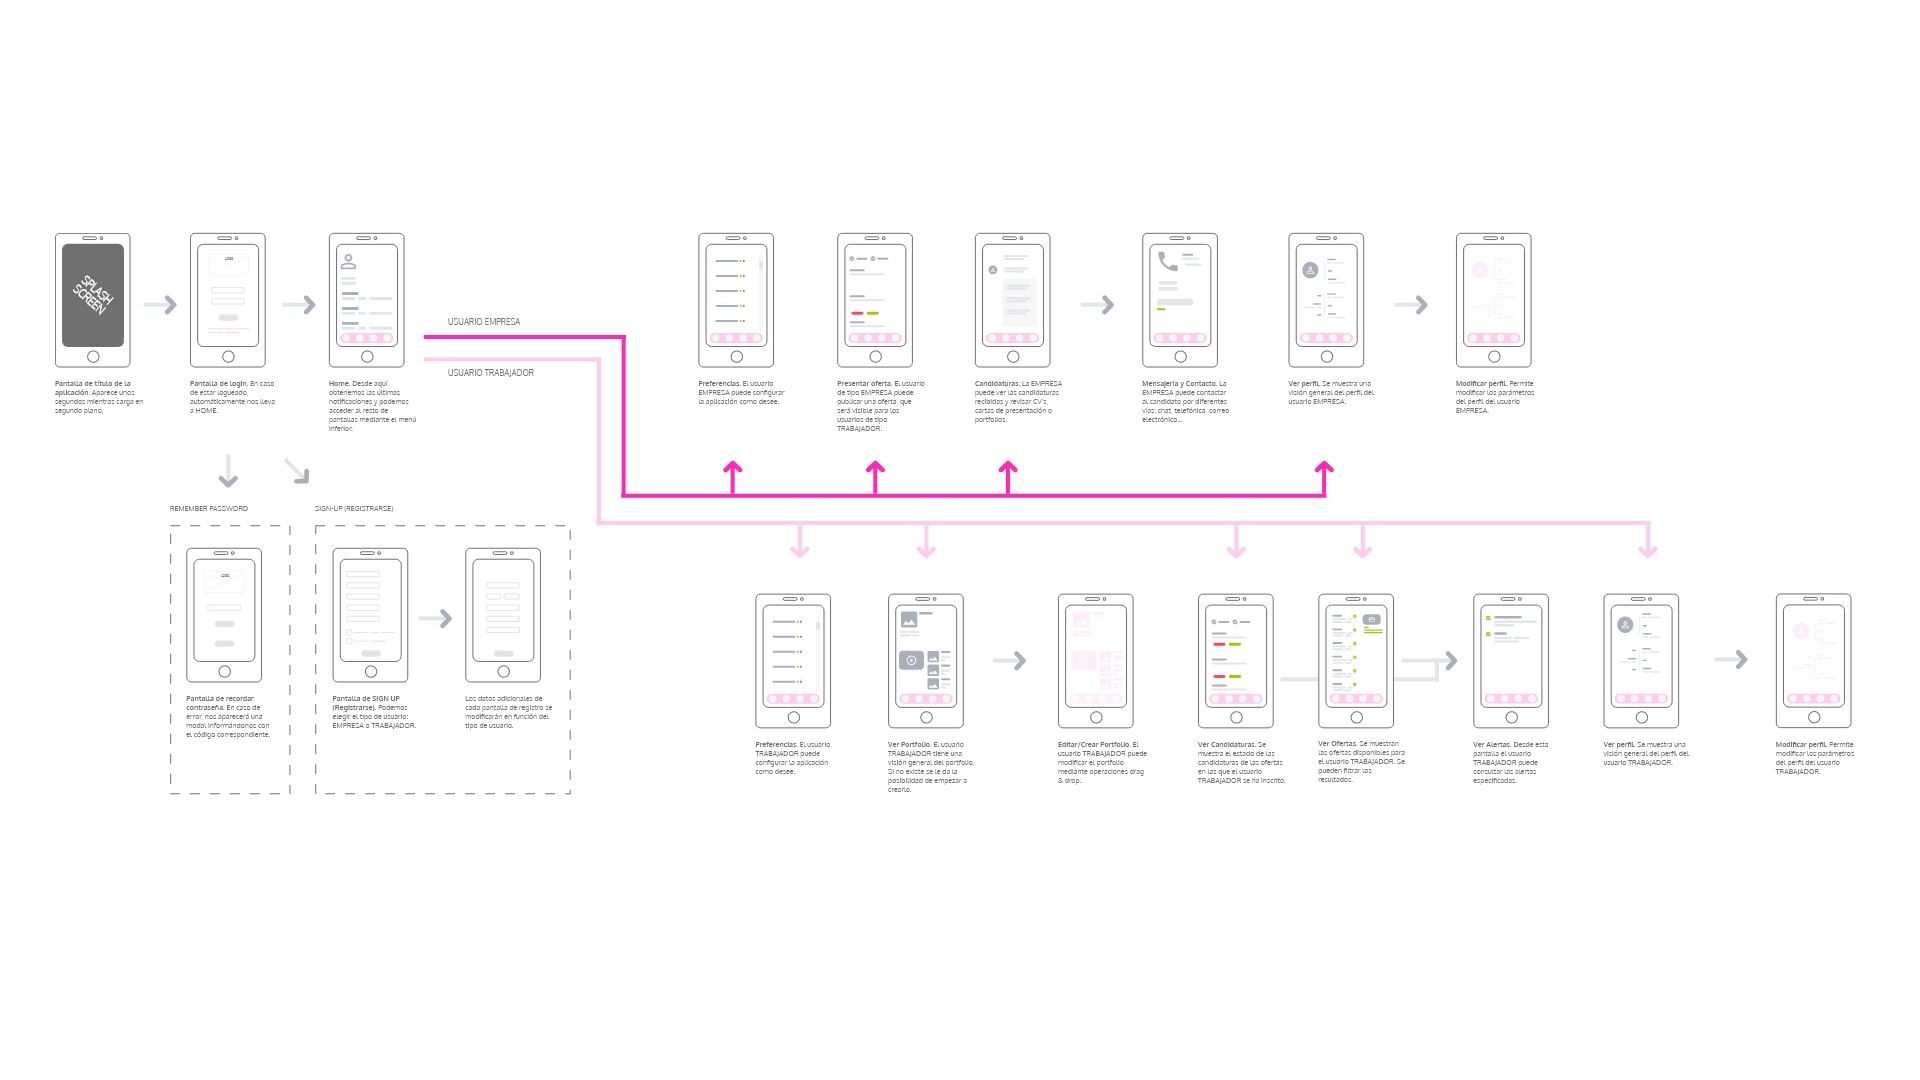 SPLASH
SCREEN
LOGO
Pantalla de título de la
aplicación. Aparece unos
segundos mientras carga en
segundo plano.
Pantalla de login. En caso
de estar logueado,
automáticamente nos lleva
a HOME.
Home. Desde aquí
obtenemos las últimas
notificaciones y podemos
acceder al resto de
pantallas mediante el menú
inferior.
USUARIO EMPRESA
USUARIO TRABAJADOR
Preferencias. El usuario
EMPRESA puede configurar
la aplicación como desee.
Presentar oferta. El usuario
de tipo EMPRESA puede
publicar una oferta, que
será visible para los
usuarios de tipo
TRABAJADOR.
Candidaturas. La EMPRESA
puede ver las candidaturas
recibidas y revisar CV's,
cartas de presentación o
portfolios.
Mensajería y Contacto. La
EMPRESA puede contactar
al candidato por diferentes
vías: chat, telefónica, correo
electrónico...
Ver perfil. Se muestra una
visión general del perfil del
usuario EMPRESA.
Modificar perfil. Permite
modificar los parámetros
del perfil del usuario
EMPRESA.
REMEMBER PASSWORD
SIGN-UP (REGISTRARSE)
LOGO
Pantalla de recordar
contraseña. En caso de
error, nos aparecerá una
modal informándonos con
el código correspondiente.
Pantalla de SIGN UP
(Registrarse). Podemos
elegir el tipo de usuario:
EMPRESA o TRABAJADOR.
Los datos adicionales de
cada pantalla de registro se
modificarán en función del
tipo de usuario.
Preferencias. El usuario
TRABAJADOR puede
configurar la aplicación
como desee.
Ver Portfolio. El usuario
TRABAJADOR tiene una
visión general del portfolio.
Si no existe se le da la
posibilidad de empezar a
crearlo.
Editar/Crear Portfolio. El
usuario TRABAJADOR puede
modificar el portfolio
mediante operaciones drag
& drop.
Ver Candidaturas. Se
muestra el estado de las
candidaturas de las ofertas
en las que el usuario
TRABAJADOR se ha inscrito.
Ver Ofertas. Se muestran
las ofertas disponibles para
el usuario TRABAJADOR. Se
pueden filtrar los
resultados.
Ver Alertas. Desde esta
pantalla el usuario
TRABAJADOR puede
consultar las alertas
especificadas.
Ver perfil. Se muestra una
visión general del perfil del
usuario TRABAJADOR.
Modificar perfil. Permite
modificar los parámetros
del perfil del usuario
TRABAJADOR.